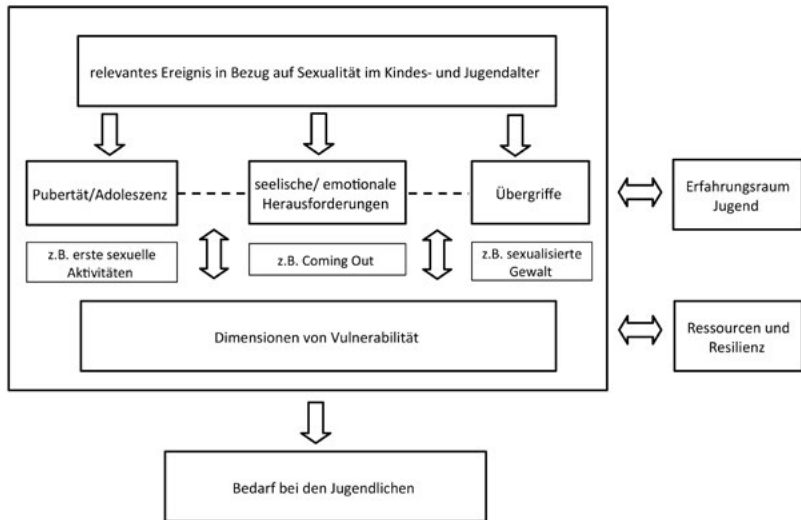 relevantes Ereignis in Bezug auf Sexualität im Kindes- und Jugendalter
Pubertät/Adoleszenz
seelische/ emotionale
Herausforderungen
Übergriffe
Erfahrungsraum
Jugend
z.B. erste sexuelle
Aktivitäten
z.B. Coming Out
z.B. sexualisierte
Gewalt
Dimensionen von Vulnerabilität
Ressourcen und
Resilienz
Bedarf bei den Jugendlichen